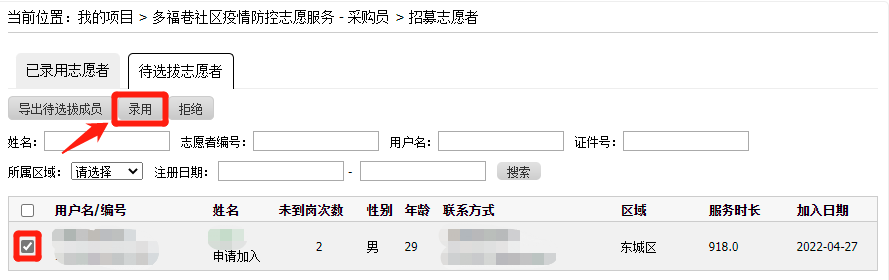 当前位置：我的项目 > 多福巷社区疫情防控志愿服务 - 采购员 > 招募志愿者
已录用志愿者 待选拔志愿者
导出待选拔成员 录用 拒绝
姓名： 志愿者编号： 用户名： 证件号：
所属区域： 请选择 注册日期： - 搜索
用户名/编号 姓名 未到岗次数 性别 年龄 联系方式 区域 服务时长 加入日期
申请加入 2 男 29 东城区 918.0 2022-04-27